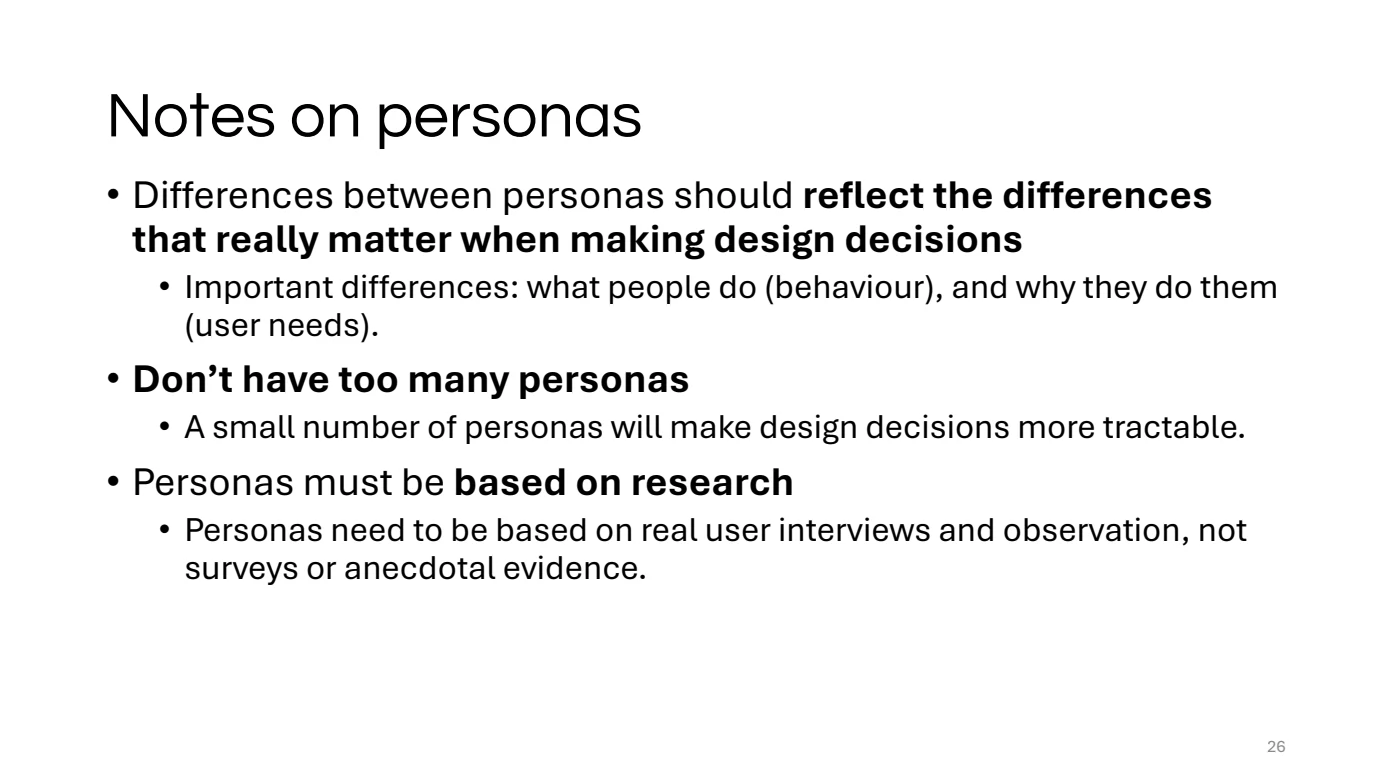 Notes on personas
• Differences between personas should reflect the differences
that really matter when making design decisions
• Important differences: what people do (behaviour), and why they do them
(user needs).
• Don’t have too many personas
• A small number of personas will make design decisions more tractable.
• Personas must be based on research
• Personas need to be based on real user interviews and observation, not
surveys or anecdotal evidence.
26